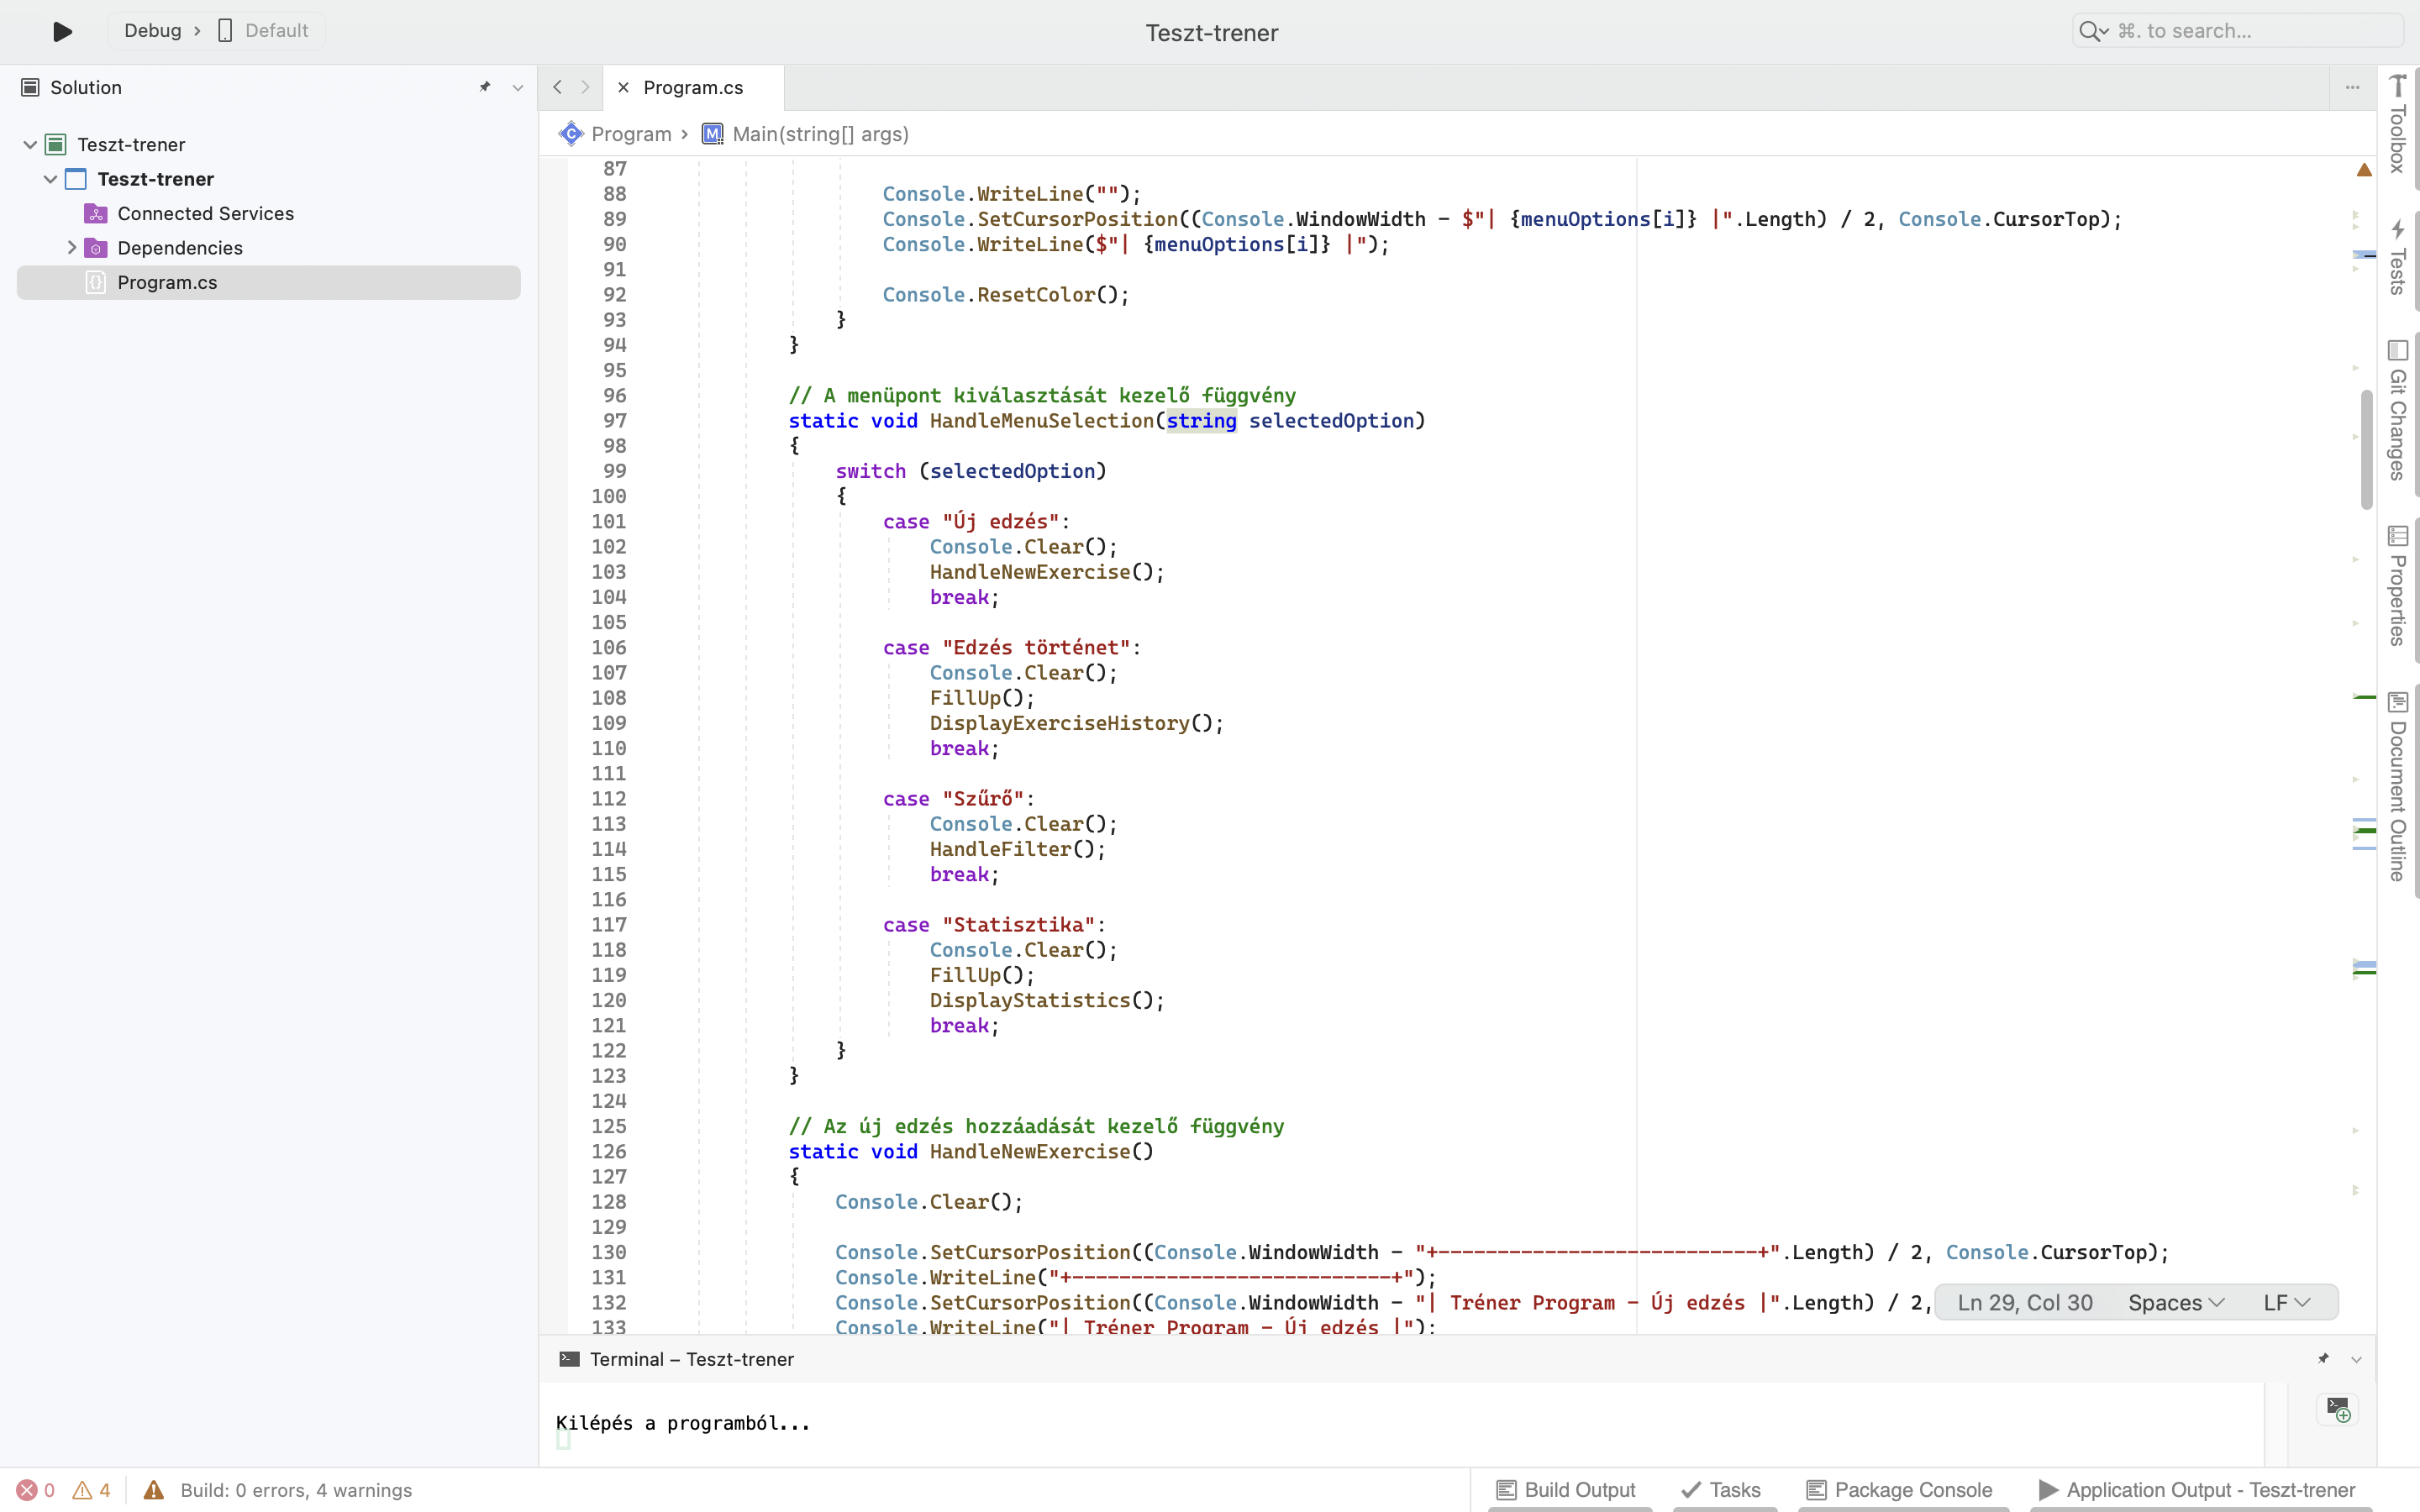 Debug › Default
Teszt-trener
⌘. to search...
Solution
Program.cs
Teszt-trener
Teszt-trener
Connected Services
Dependencies
Program.cs
Program › Main(string[] args)
87
88 Console.WriteLine("");
89 Console.SetCursorPosition((Console.WindowWidth - $"| {menuOptions[i]} |".Length) / 2, Console.CursorTop);
90 Console.WriteLine($"| {menuOptions[i]} |");
91
92 Console.ResetColor();
93 }
94 }
95
96 // A menüpont kiválasztását kezelő függvény
97 static void HandleMenuSelection(string selectedOption)
98 {
99 switch (selectedOption)
100 {
101 case "Új edzés":
102 Console.Clear();
103 HandleNewExercise();
104 break;
105
106 case "Edzés történet":
107 Console.Clear();
108 FillUp();
109 DisplayExerciseHistory();
110 break;
111
112 case "Szűrő":
113 Console.Clear();
114 HandleFilter();
115 break;
116
117 case "Statisztika":
118 Console.Clear();
119 FillUp();
120 DisplayStatistics();
121 break;
122 }
123 }
124
125 // Az új edzés hozzáadását kezelő függvény
126 static void HandleNewExercise()
127 {
128 Console.Clear();
129
130 Console.SetCursorPosition((Console.WindowWidth - "+---------------------------+".Length) / 2, Console.CursorTop);
131 Console.WriteLine("+---------------------------+");
132 Console.SetCursorPosition((Console.WindowWidth - "| Tréner Program - Új edzés |".Length) / 2,
133 Console.WriteLine("| Tréner Program - Új edzés |");
Ln 29, Col 30 Spaces LF
Toolbox
Tests
Git Changes
Properties
Document Outline
Terminal – Teszt-trener
Kilépés a programból...
0 4 Build: 0 errors, 4 warnings
Build Output Tasks Package Console Application Output - Teszt-trener